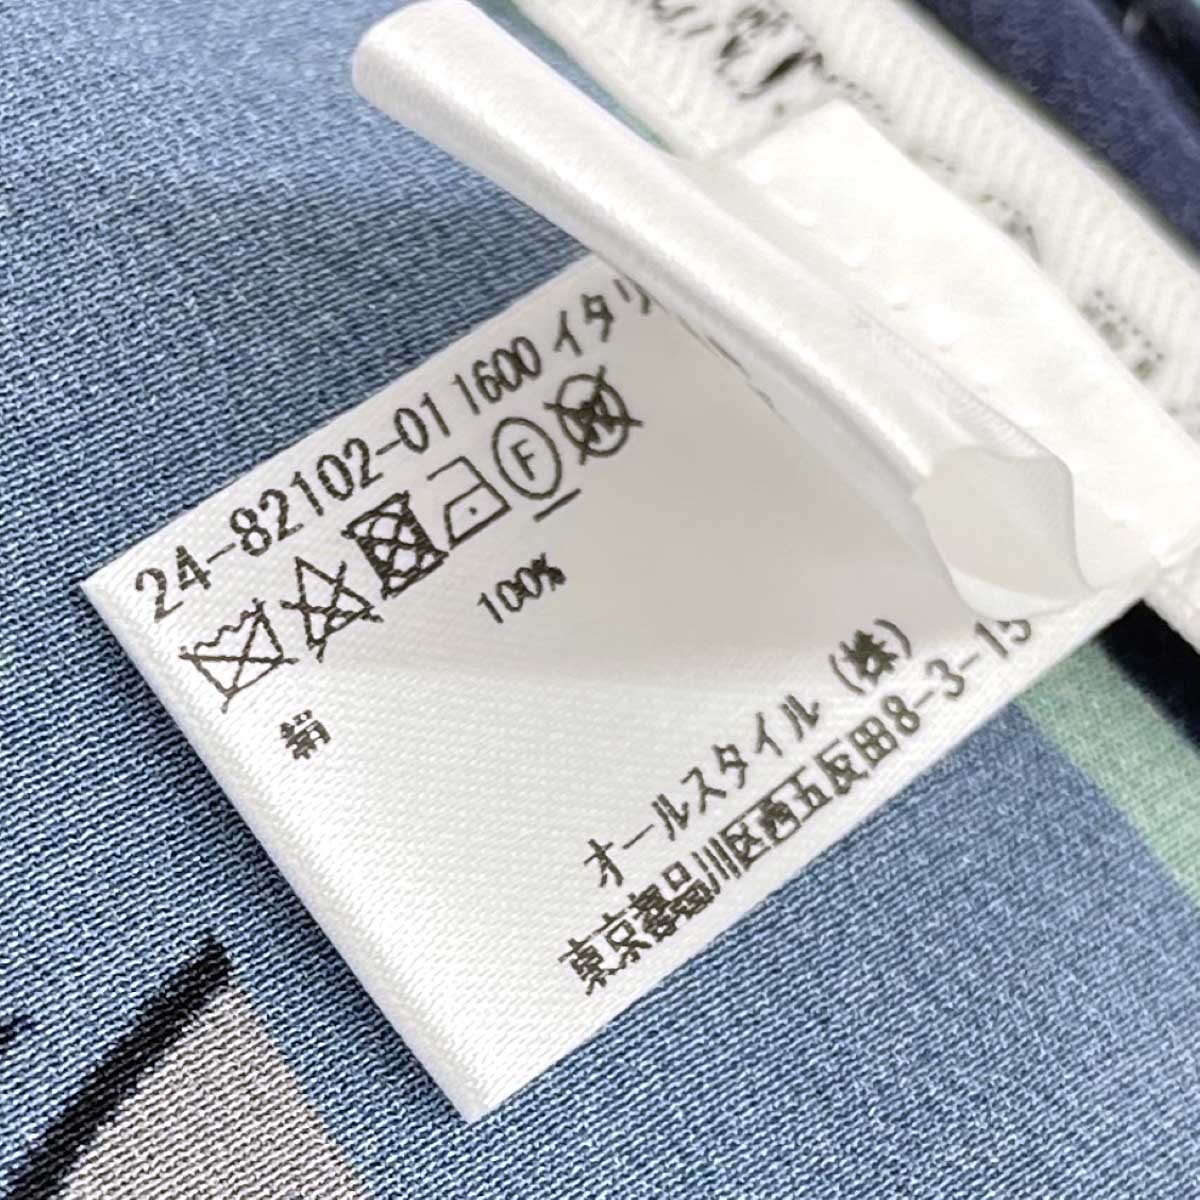 24-82102-01 1600 イタリ
F W
絹 100%
オールスタイル (株)
東京都品川区西五反田8-3-15